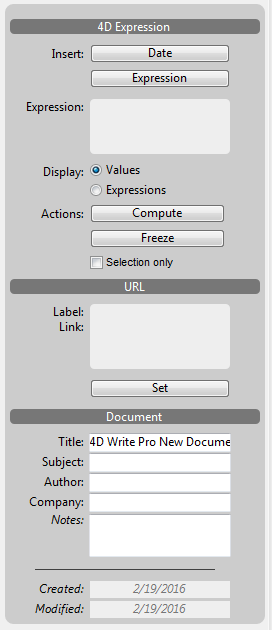 4D Expression
Insert: Date
Expression
Expression:
Display: Values
Expressions
Actions: Compute
Freeze
Selection only
URL
Label:
Link:
Set
Document
Title: 4D Write Pro New Docume
Subject:
Author:
Company:
Notes:
Created: 2/19/2016
Modified: 2/19/2016